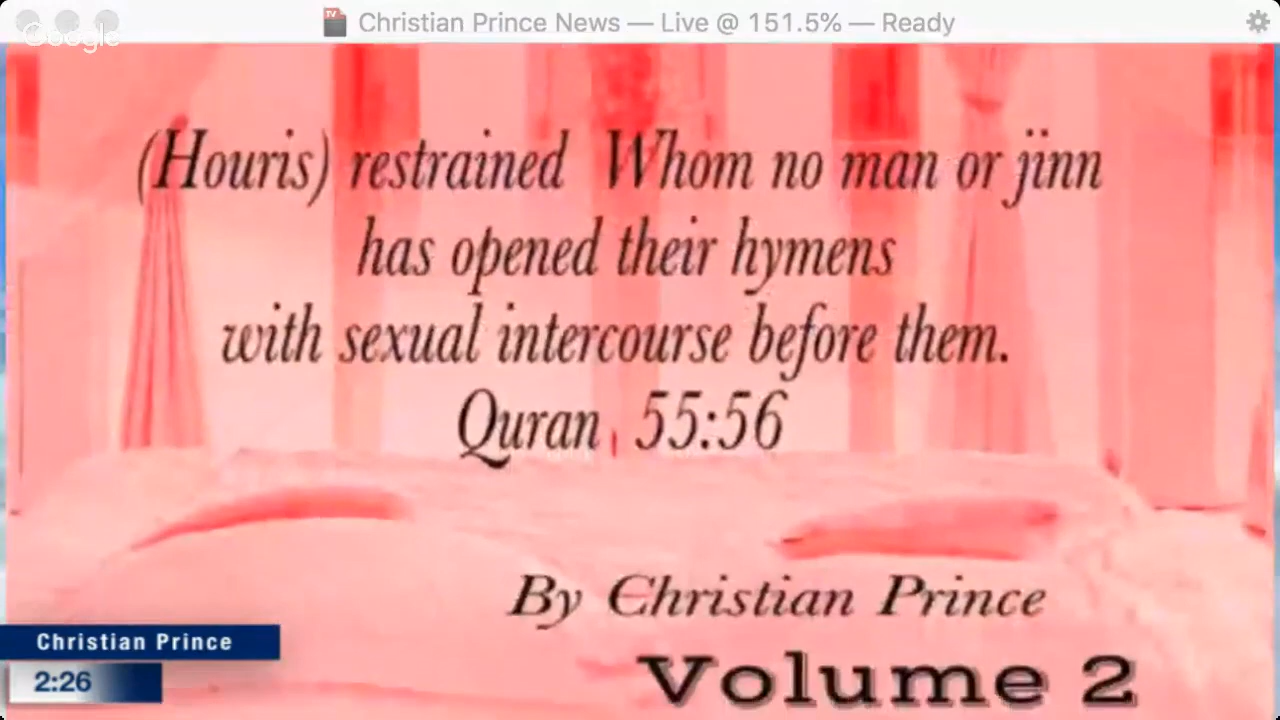 Christian Prince News — Live @ 151.5% — Ready
Google
(Houris) restrained Whom no man or jinn
has opened their hymens
with sexual intercourse before them.
Quran 55:56
By Christian Prince
Volume 2
Christian Prince
2:26